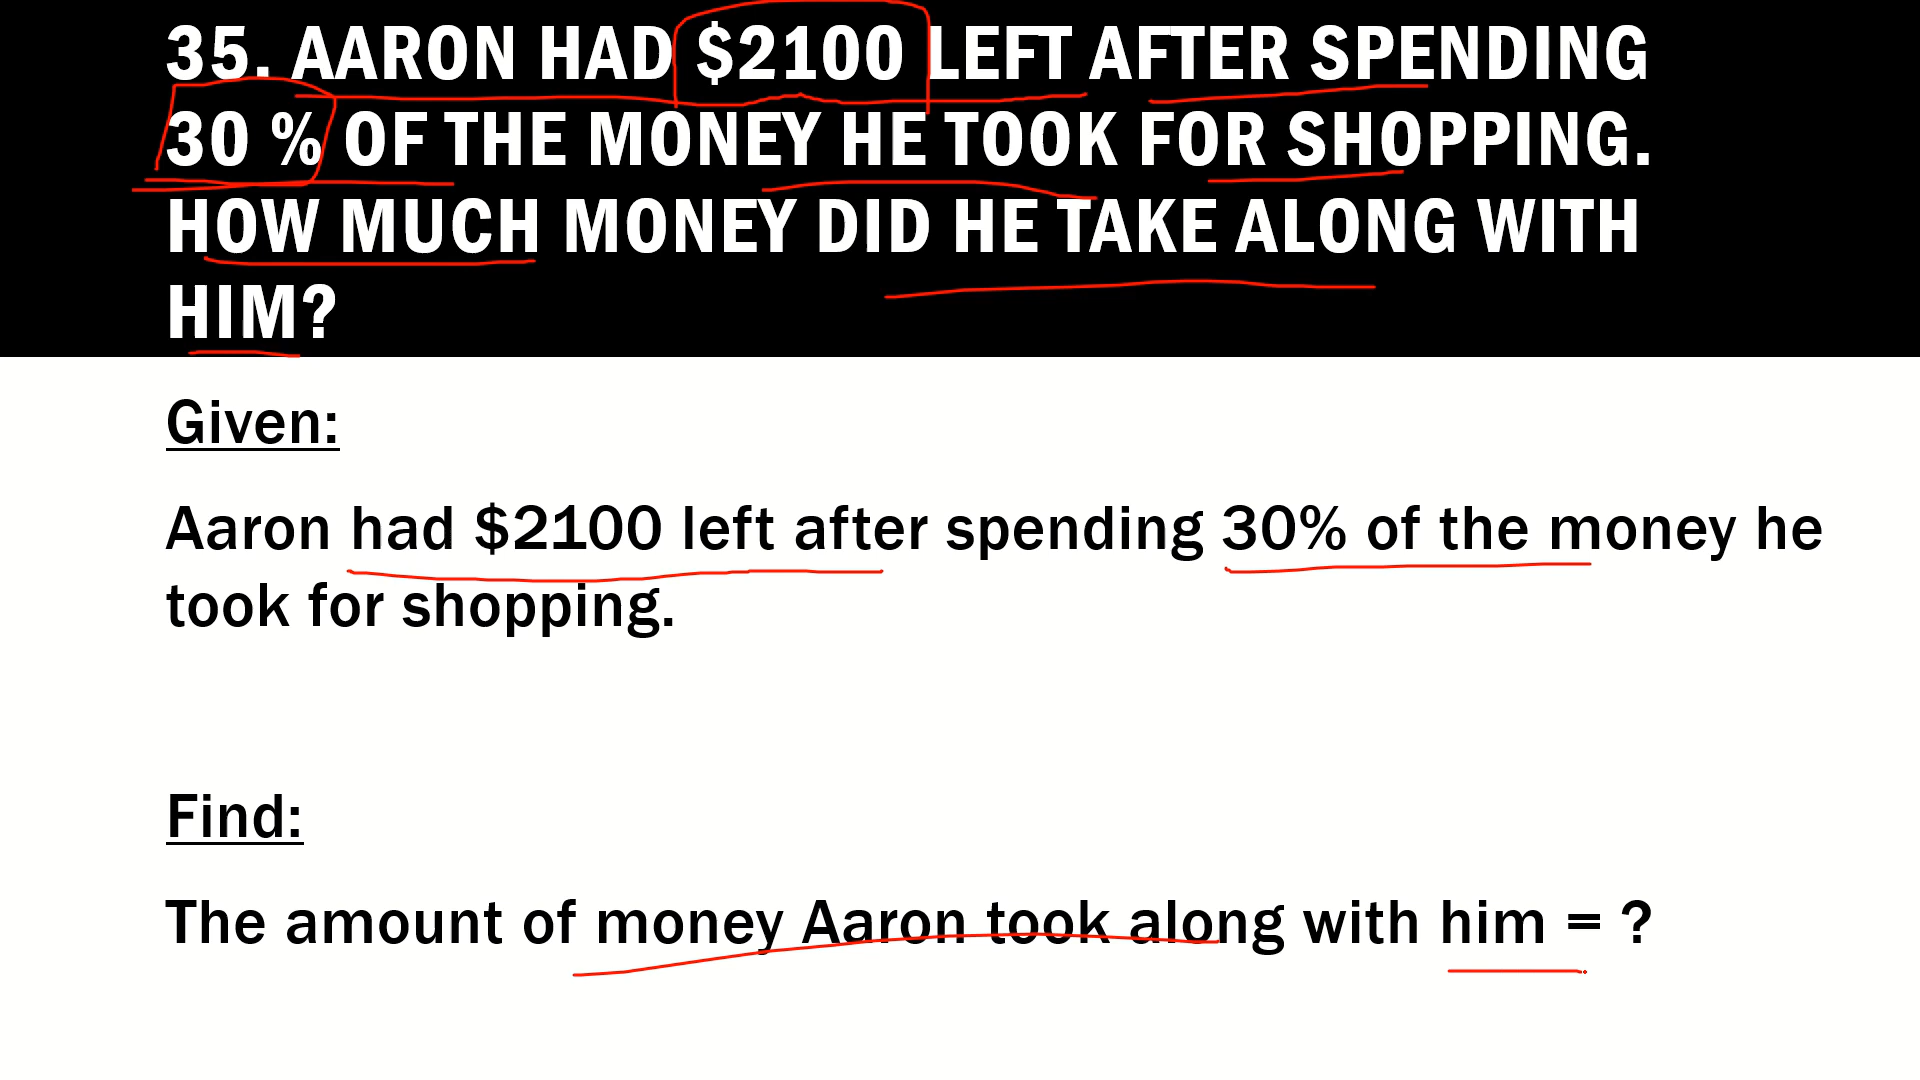 35. AARON HAD $2100 LEFT AFTER SPENDING
30 % OF THE MONEY HE TOOK FOR SHOPPING.
HOW MUCH MONEY DID HE TAKE ALONG WITH
HIM?
Given:
Aaron had $2100 left after spending 30% of the money he
took for shopping.
Find:
The amount of money Aaron took along with him = ?